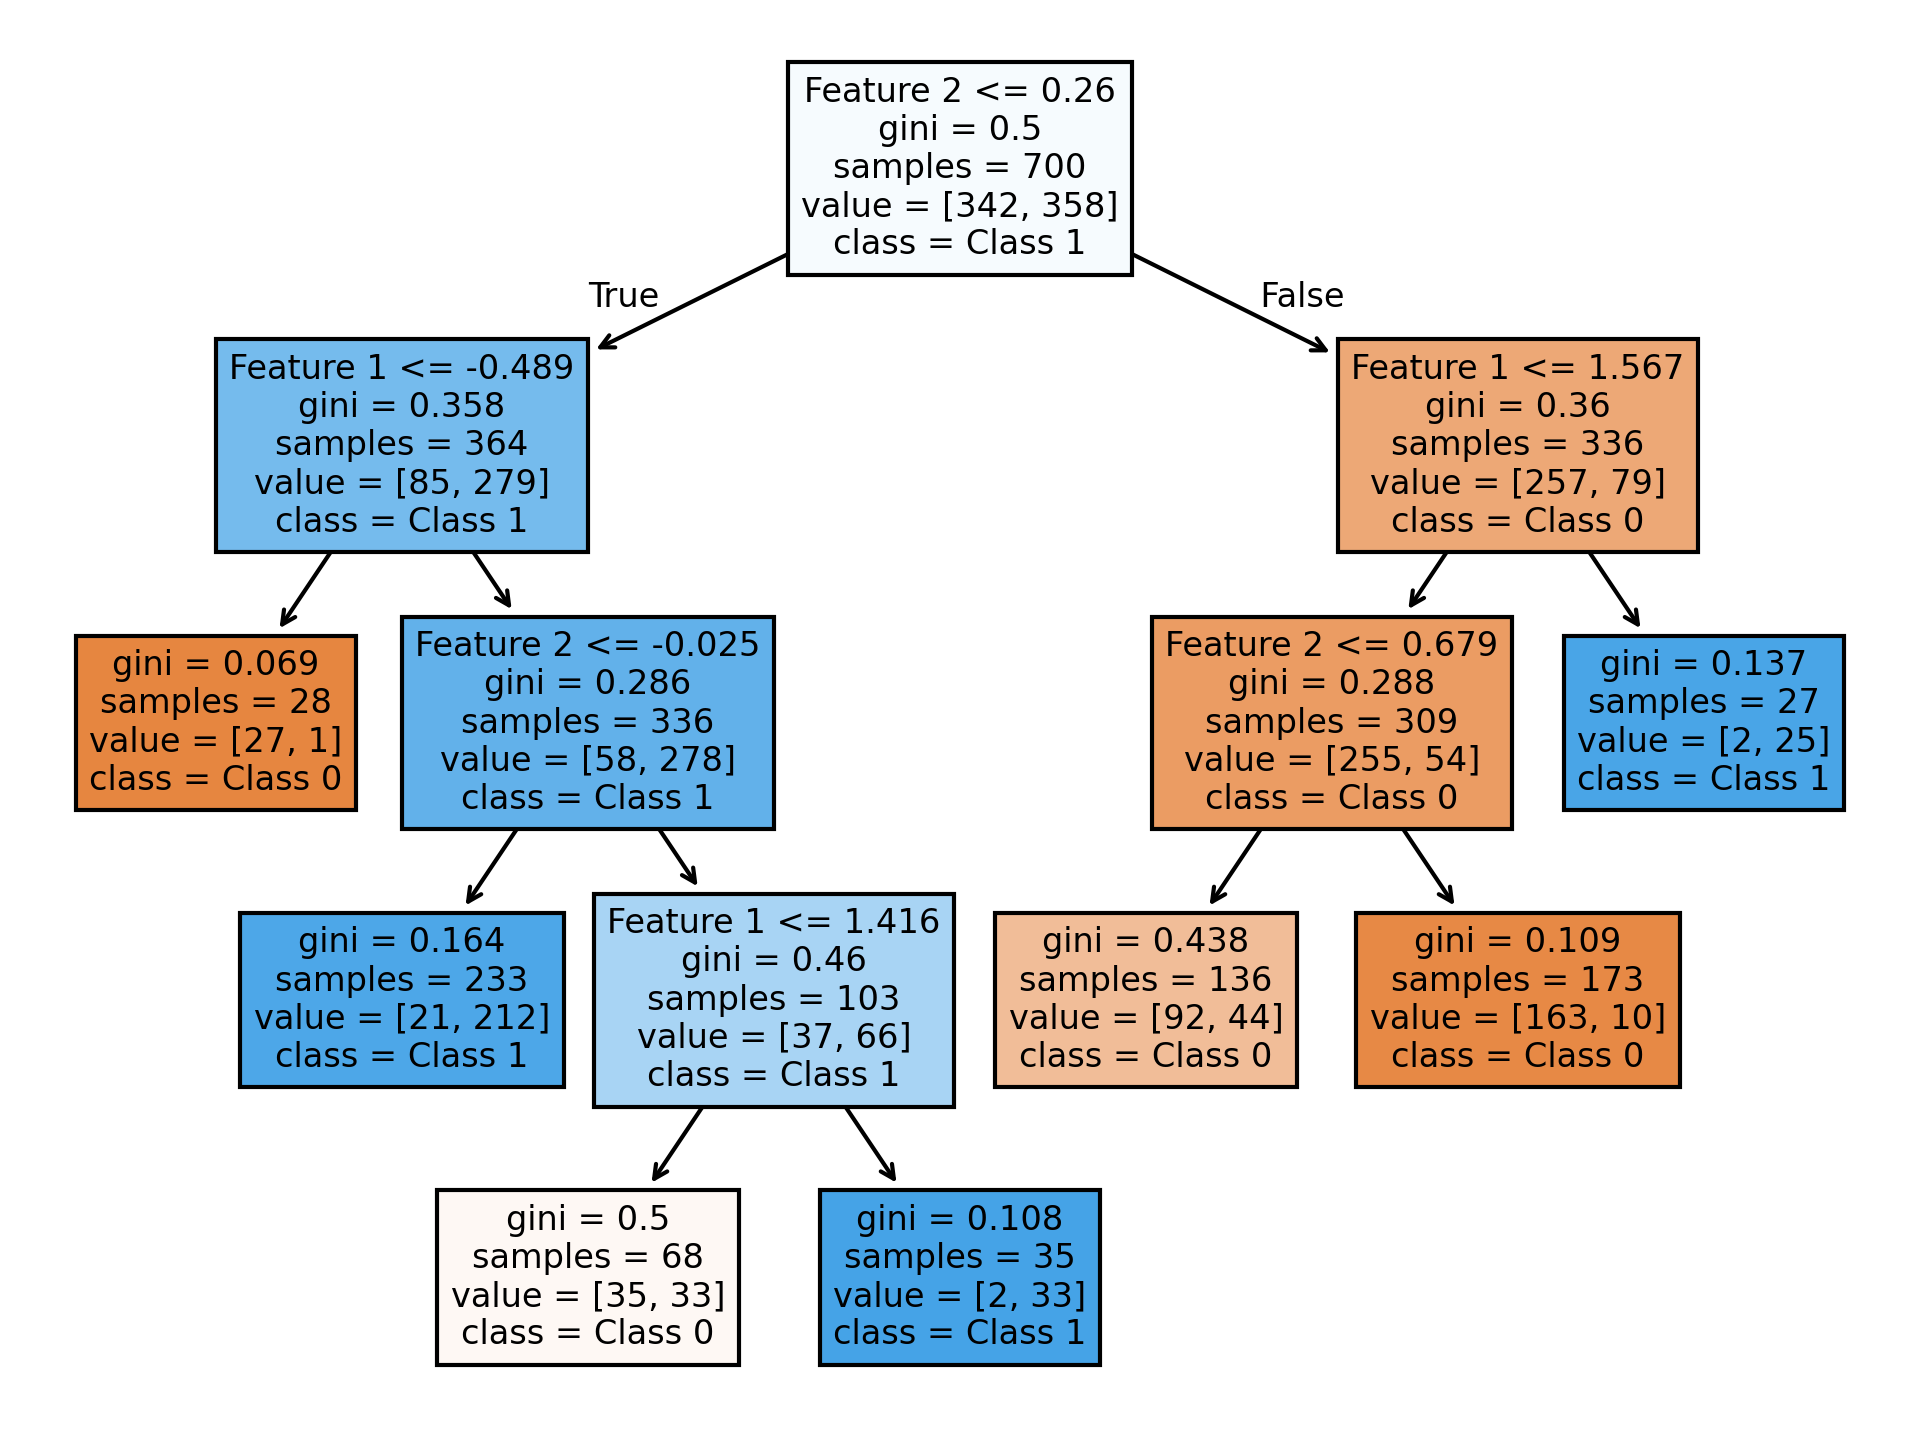 Feature 2 <= 0.26
gini = 0.5
samples = 700
value = [342, 358]
class = Class 1
True
False
Feature 1 <= -0.489
gini = 0.358
samples = 364
value = [85, 279]
class = Class 1
Feature 1 <= 1.567
gini = 0.36
samples = 336
value = [257, 79]
class = Class 0
gini = 0.069
samples = 28
value = [27, 1]
class = Class 0
Feature 2 <= -0.025
gini = 0.286
samples = 336
value = [58, 278]
class = Class 1
Feature 2 <= 0.679
gini = 0.288
samples = 309
value = [255, 54]
class = Class 0
gini = 0.137
samples = 27
value = [2, 25]
class = Class 1
gini = 0.164
samples = 233
value = [21, 212]
class = Class 1
Feature 1 <= 1.416
gini = 0.46
samples = 103
value = [37, 66]
class = Class 1
gini = 0.438
samples = 136
value = [92, 44]
class = Class 0
gini = 0.109
samples = 173
value = [163, 10]
class = Class 0
gini = 0.5
samples = 68
value = [35, 33]
class = Class 0
gini = 0.108
samples = 35
value = [2, 33]
class = Class 1